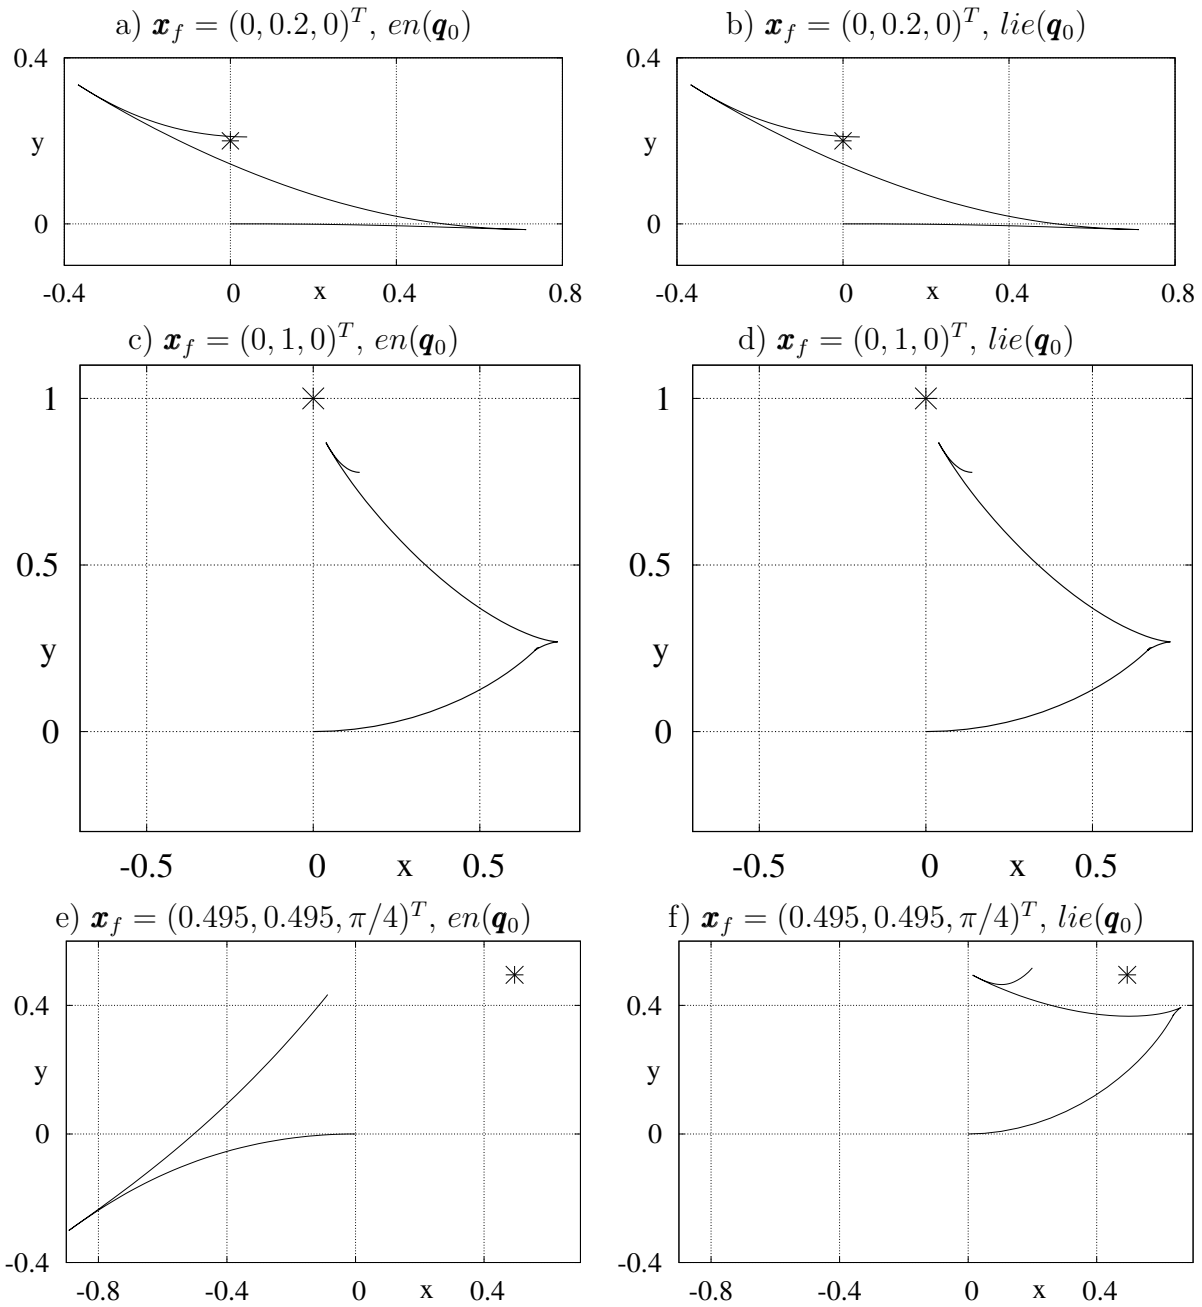 a) 𝒙_f = (0, 0.2, 0)^T, en(𝒒_0)
b) 𝒙_f = (0, 0.2, 0)^T, lie(𝒒_0)
0.4
0.4
y
y
0
0
-0.4 0 x 0.4 0.8
-0.4 0 x 0.4 0.8
c) 𝒙_f = (0, 1, 0)^T, en(𝒒_0)
d) 𝒙_f = (0, 1, 0)^T, lie(𝒒_0)
1
1
0.5
0.5
y
y
0
0
-0.5 0 x 0.5
-0.5 0 x 0.5
e) 𝒙_f = (0.495, 0.495, π/4)^T, en(𝒒_0)
f) 𝒙_f = (0.495, 0.495, π/4)^T, lie(𝒒_0)
0.4
0.4
y
y
0
0
-0.4
-0.4
-0.8 -0.4 0 x 0.4
-0.8 -0.4 0 x 0.4